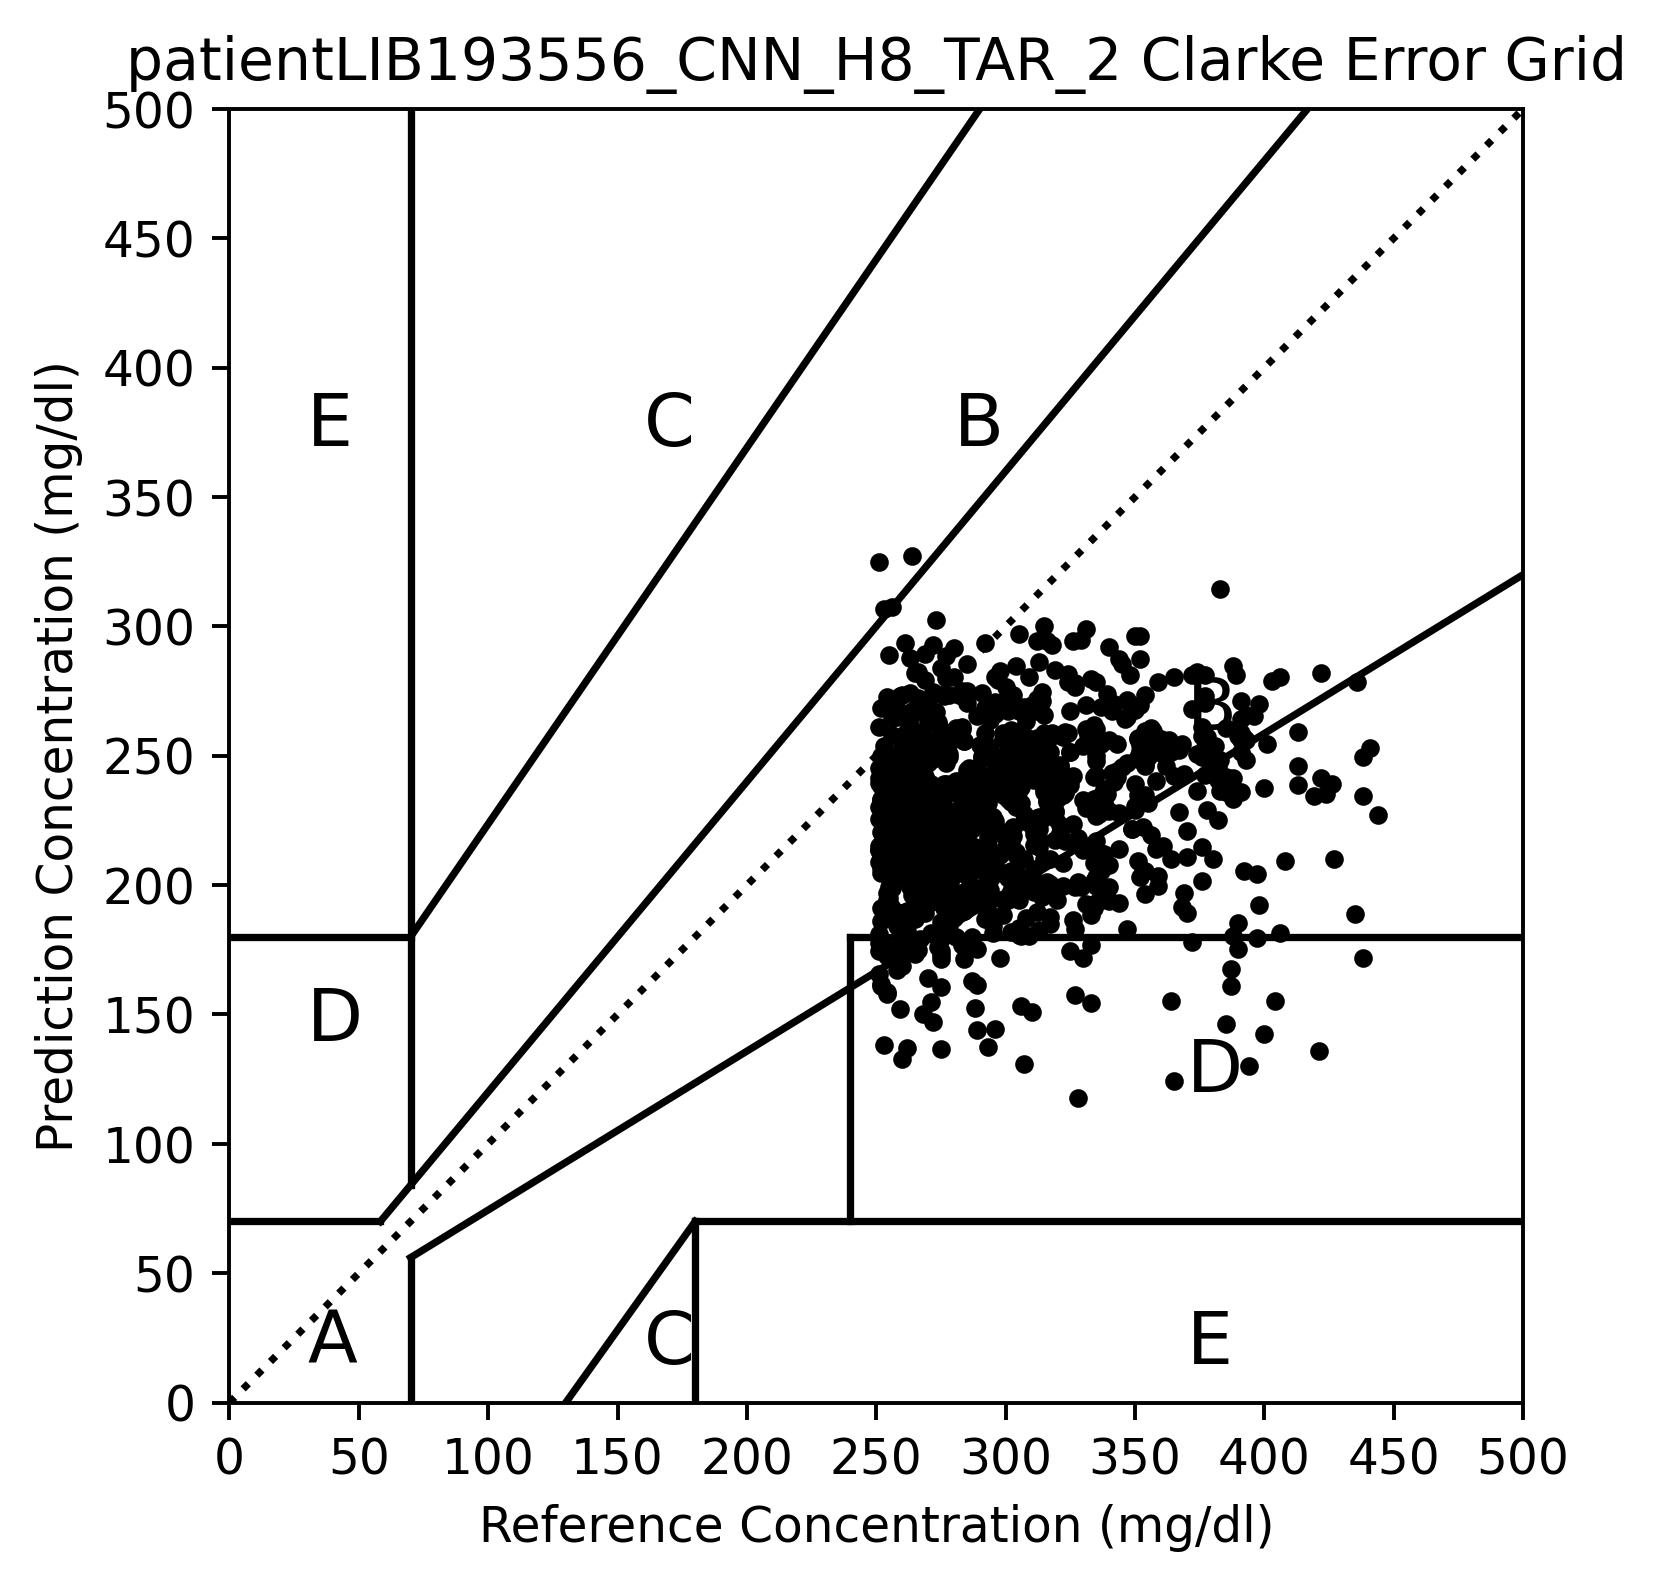 patientLIB193556_CNN_H8_TAR_2 Clarke Error Grid
500
450
400
350
300
250
200
150
100
50
0
Prediction Concentration (mg/dl)
E
C
B
B
D
D
A
C
E
0 50 100 150 200 250 300 350 400 450 500
Reference Concentration (mg/dl)